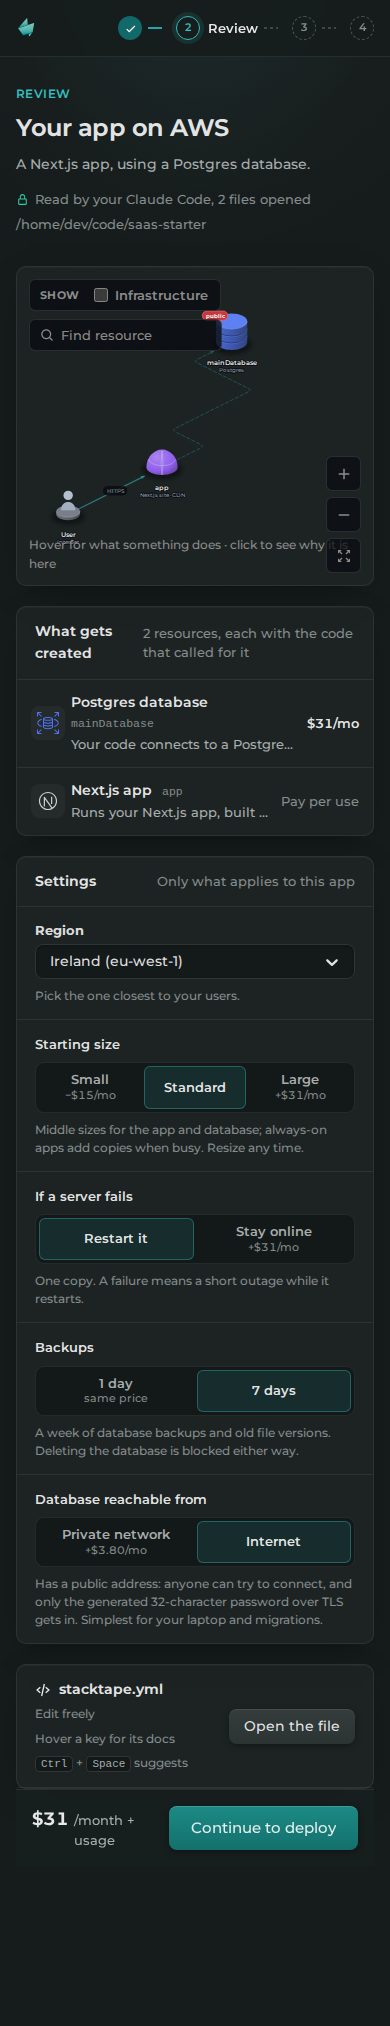 2 Review 3 4
REVIEW
Your app on AWS
A Next.js app, using a Postgres database.
Read by your Claude Code, 2 files opened
/home/dev/code/saas-starter
SHOW Infrastructure
Find resource
public
mainDatabase
Postgres
app
Next.js site · CDN
HTTPS
User
Hover for what something does · click to see why it is
here
What gets
created
2 resources, each with the code
that called for it
Postgres database
mainDatabase
Your code connects to a Postgre...
$31/mo
Next.js app app
Runs your Next.js app, built ...
Pay per use
Settings
Only what applies to this app
Region
Ireland (eu-west-1)
Pick the one closest to your users.
Starting size
Small
−$15/mo
Standard
Large
+$31/mo
Middle sizes for the app and database; always-on
apps add copies when busy. Resize any time.
If a server fails
Restart it
Stay online
+$31/mo
One copy. A failure means a short outage while it
restarts.
Backups
1 day
same price
7 days
A week of database backups and old file versions.
Deleting the database is blocked either way.
Database reachable from
Private network
+$3.80/mo
Internet
Has a public address: anyone can try to connect, and
only the generated 32-character password over TLS
gets in. Simplest for your laptop and migrations.
stacktape.yml
Edit freely
Hover a key for its docs
Ctrl + Space suggests
Open the file
$31 /month +
usage
Continue to deploy